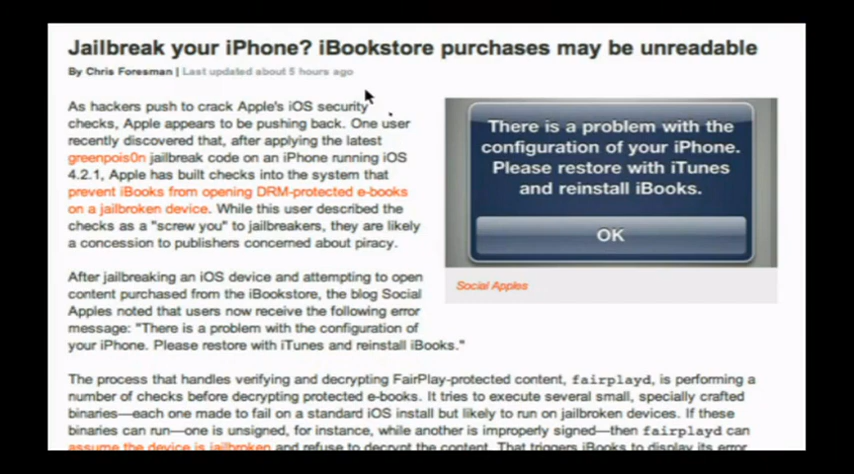 Jailbreak your iPhone? iBookstore purchases may be unreadable
By Chris Foresman | Last updated about 5 hours ago
As hackers push to crack Apple's iOS security
checks, Apple appears to be pushing back. One user
recently discovered that, after applying the latest
greenpois0n jailbreak code on an iPhone running iOS
4.2.1, Apple has built checks into the system that
prevent iBooks from opening DRM-protected e-books
on a jailbroken device. While this user described the
checks as a "screw you" to jailbreakers, they are likely
a concession to publishers concerned about piracy.
There is a problem with the
configuration of your iPhone.
Please restore with iTunes
and reinstall iBooks.
OK
Social Apples
After jailbreaking an iOS device and attempting to open
content purchased from the iBookstore, the blog Social
Apples noted that users now receive the following error
message: "There is a problem with the configuration of
your iPhone. Please restore with iTunes and reinstall iBooks."
The process that handles verifying and decrypting FairPlay-protected content, fairplayd, is performing a
number of checks before decrypting protected e-books. It tries to execute several small, specially crafted
binaries—each one made to fail on a standard iOS install but likely to run on jailbroken devices. If these
binaries can run—one is unsigned, for instance, while another is improperly signed—then fairplayd can
assume the device is jailbroken and refuse to decrypt the content. That triggers iBooks to display its error